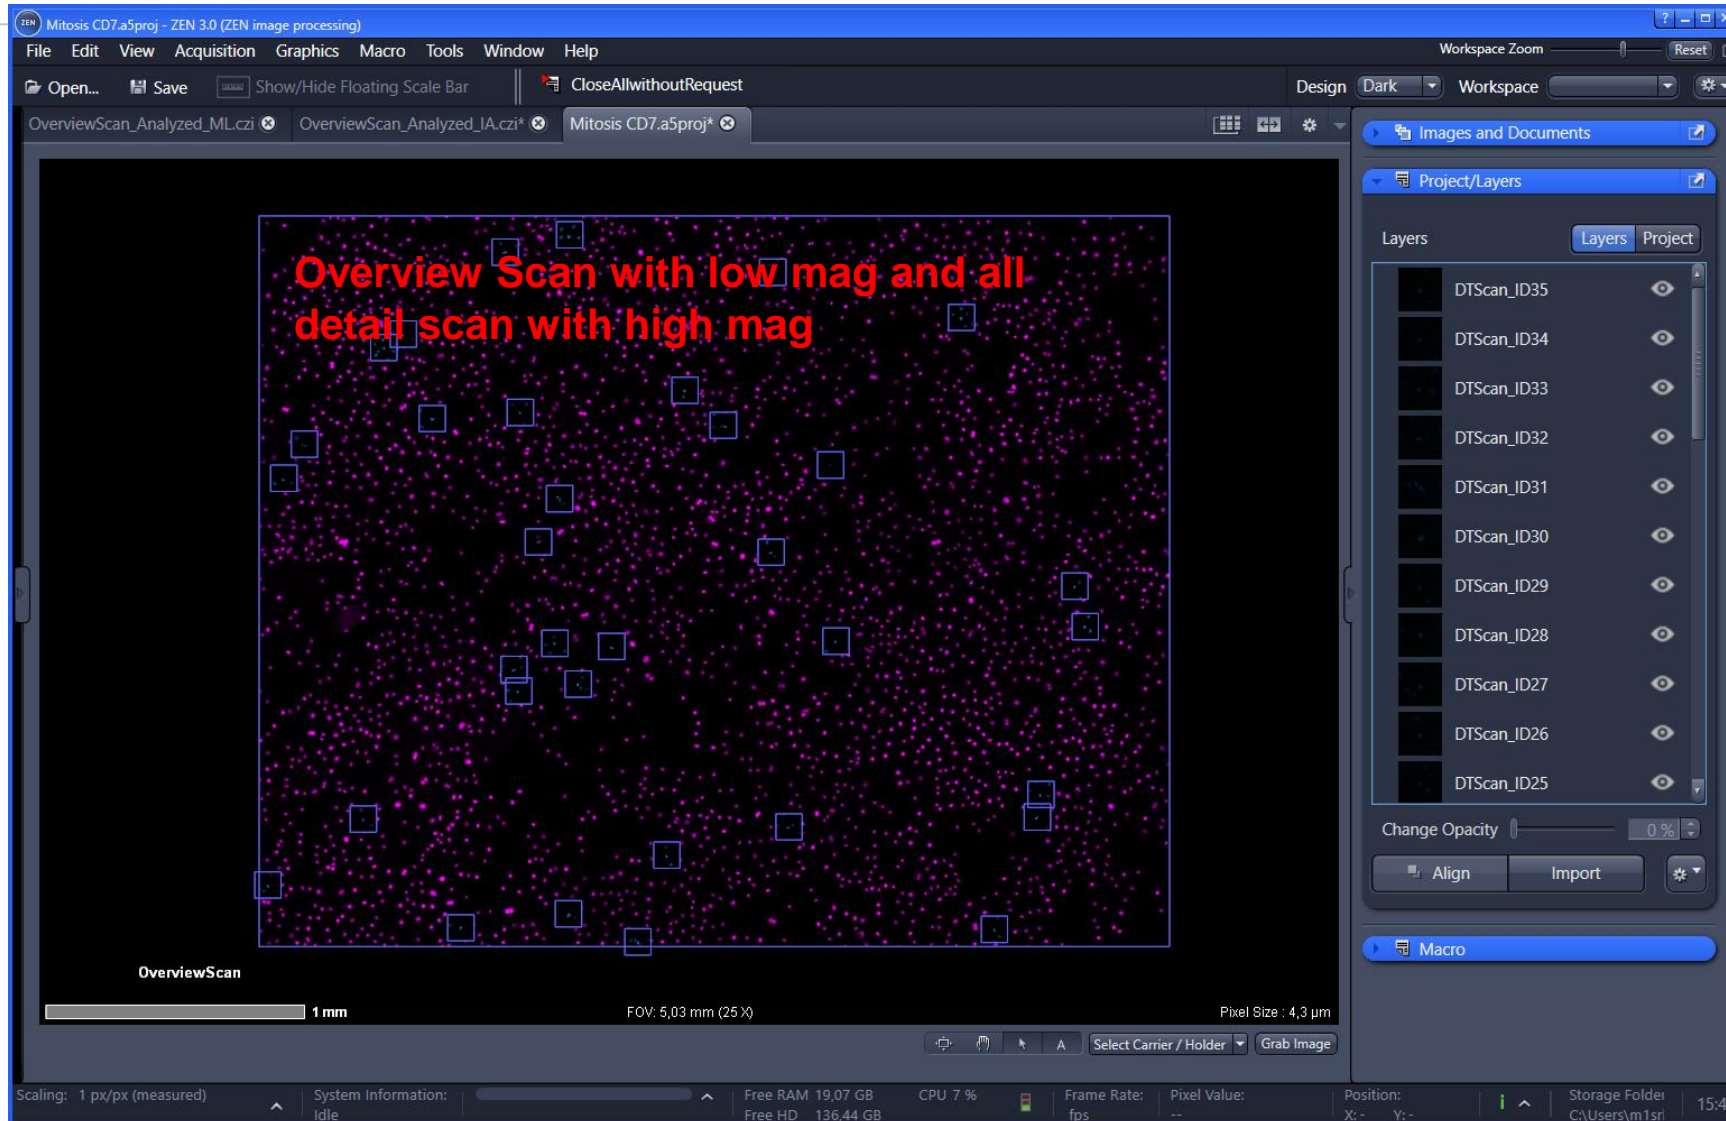 ZEN Mitosis CD7.a5proj - ZEN 3.0 (ZEN image processing)
File Edit View Acquisition Graphics Macro Tools Window Help
Workspace Zoom Reset
Open... Save Show/Hide Floating Scale Bar CloseAllwithoutRequest Design Dark Workspace
OverviewScan_Analyzed_ML.czi OverviewScan_Analyzed_IA.czi* Mitosis CD7.a5proj*
Images and Documents
Project/Layers
Layers Layers Project
DTScan_ID35
DTScan_ID34
DTScan_ID33
DTScan_ID32
DTScan_ID31
DTScan_ID30
DTScan_ID29
DTScan_ID28
DTScan_ID27
DTScan_ID26
DTScan_ID25
Change Opacity 0 %
Align Import
Macro
Overview Scan with low mag and all
detail scan with high mag
OverviewScan
1 mm FOV: 5,03 mm (25 X) Pixel Size : 4,3 µm
A Select Carrier / Holder Grab Image
Scaling: 1 px/px (measured)
System Information:
Idle
Free RAM 19,07 GB
Free HD 136,44 GB
CPU 7 %
Frame Rate:
fps
Pixel Value:
--
Position:
X: - Y: -
Storage Folder
C:\Users\m1srl
15:4